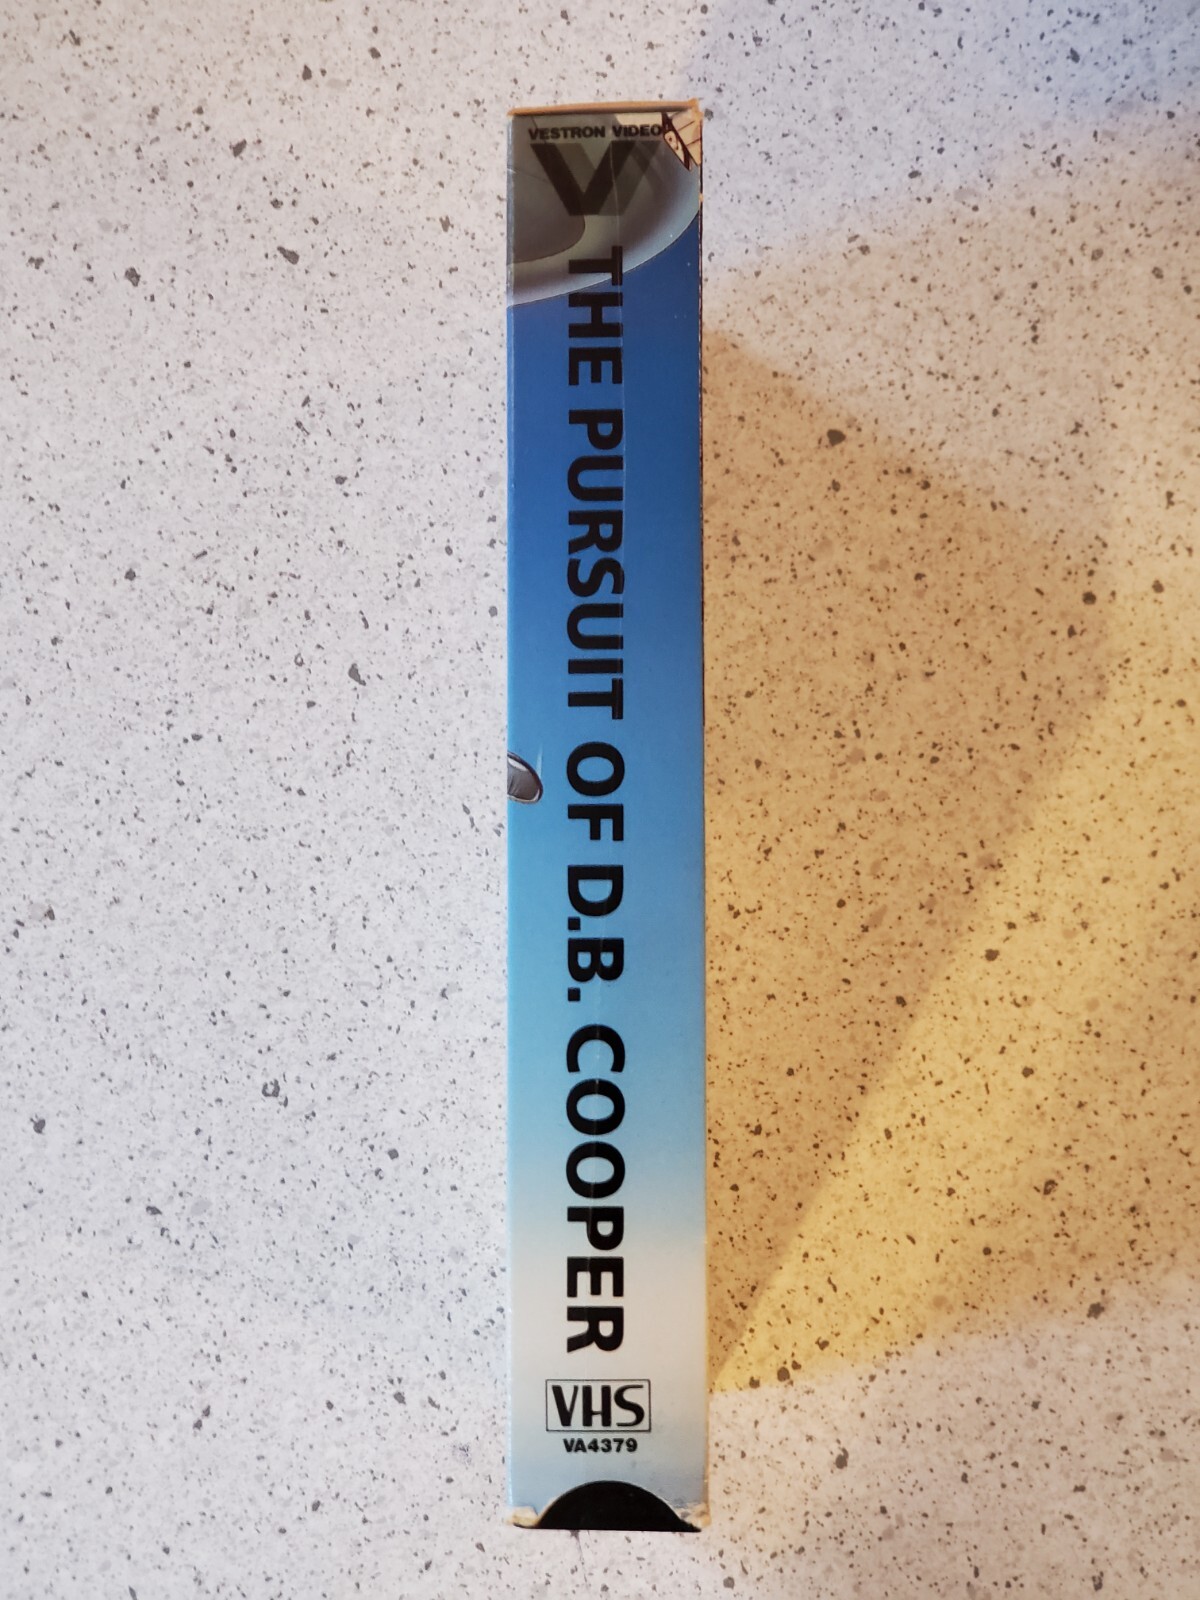 VESTRON VIDEO
V
THE PURSUIT OF D.B. COOPER
VHS
VA4379